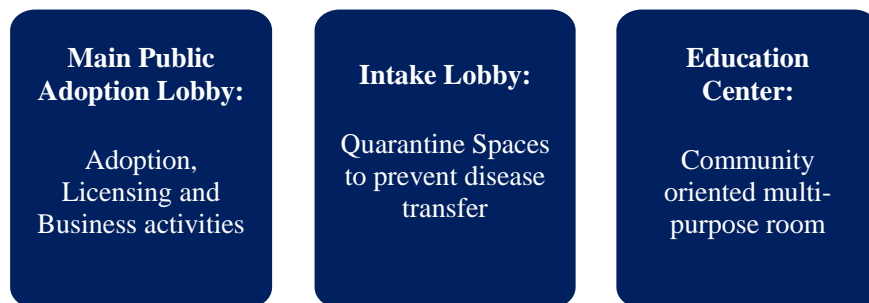 Main Public
Adoption Lobby:
Adoption,
Licensing and
Business activities
Intake Lobby:
Quarantine Spaces
to prevent disease
transfer
Education
Center:
Community
oriented multi-
purpose room